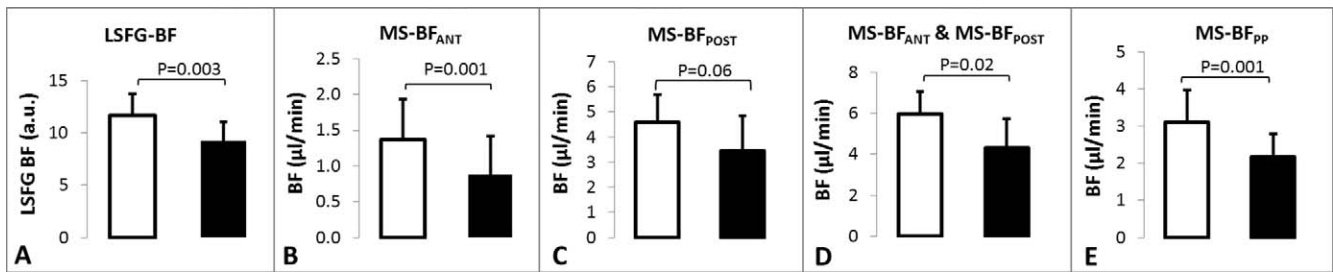 LSFG-BF
P=0.003
LSFG BF (a.u.)
15
10
5
0
A
MS-BFANT
P=0.001
BF (µl/min)
2.5
2.0
1.5
1.0
0.5
0.0
B
MS-BFPOST
P=0.06
BF (µl/min)
7
6
5
4
3
2
1
0
C
MS-BFANT & MS-BFPOST
P=0.02
BF (µl/min)
8
6
4
2
0
D
MS-BFPP
P=0.001
BF (µl/min)
5
4
3
2
1
0
E